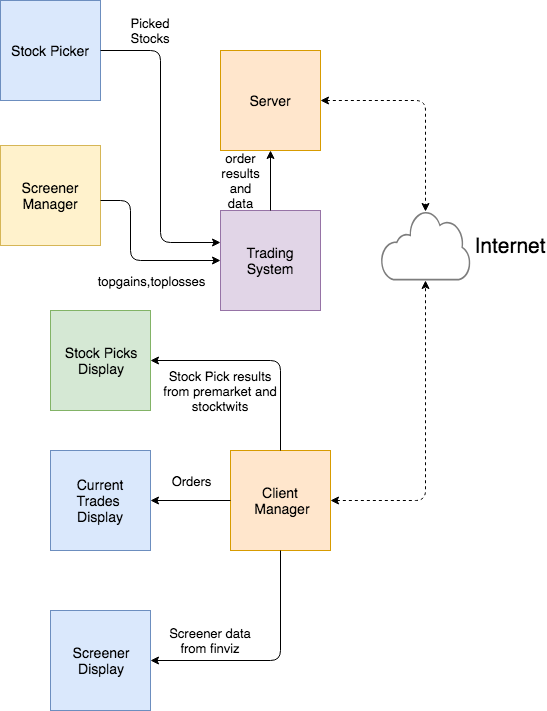 Picked
Stocks
Stock Picker
Server
order
results
and
data
Screener
Manager
Trading
System
Internet
topgains,toplosses
Stock Picks
Display
Stock Pick results
from premarket and
stocktwits
Current
Trades
Display
Orders
Client
Manager
Screener data
from finviz
Screener
Display